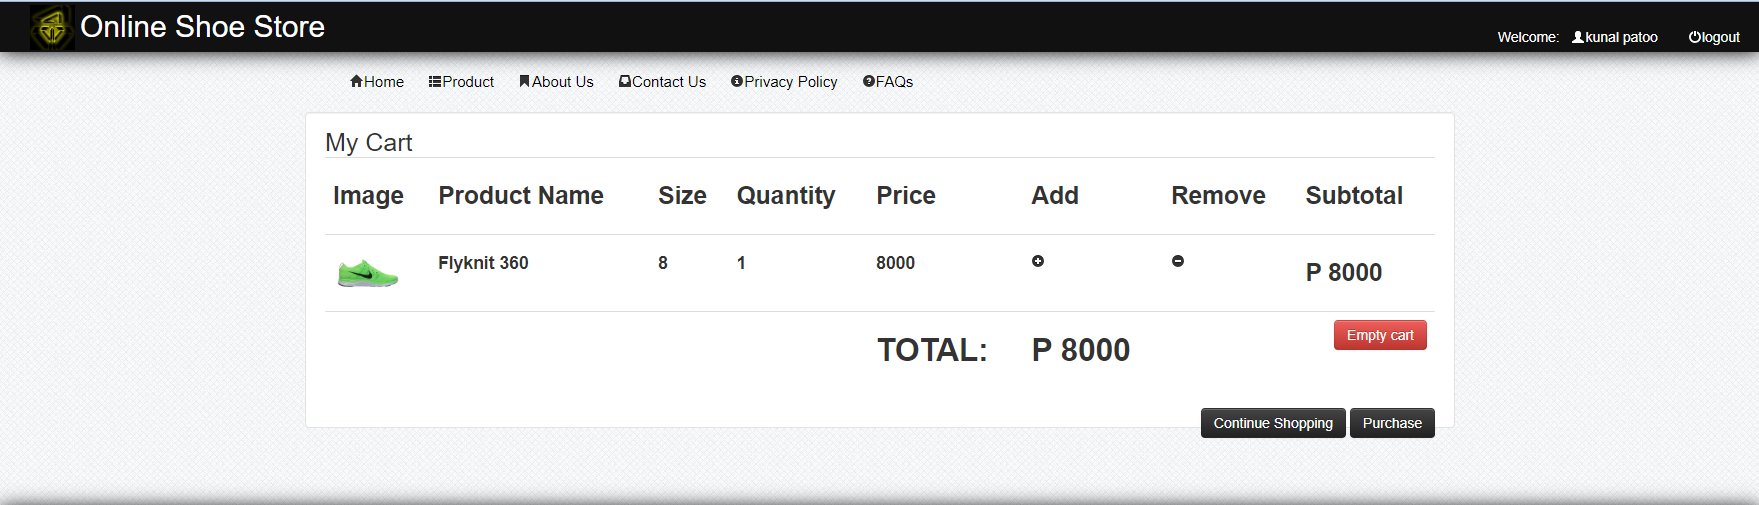 Online Shoe Store
Welcome: kunal patoo logout
Home Product About Us Contact Us Privacy Policy FAQs
My Cart
Image Product Name Size Quantity Price Add Remove Subtotal
Flyknit 360 8 1 8000 P 8000
Empty cart
TOTAL: P 8000
Continue Shopping Purchase